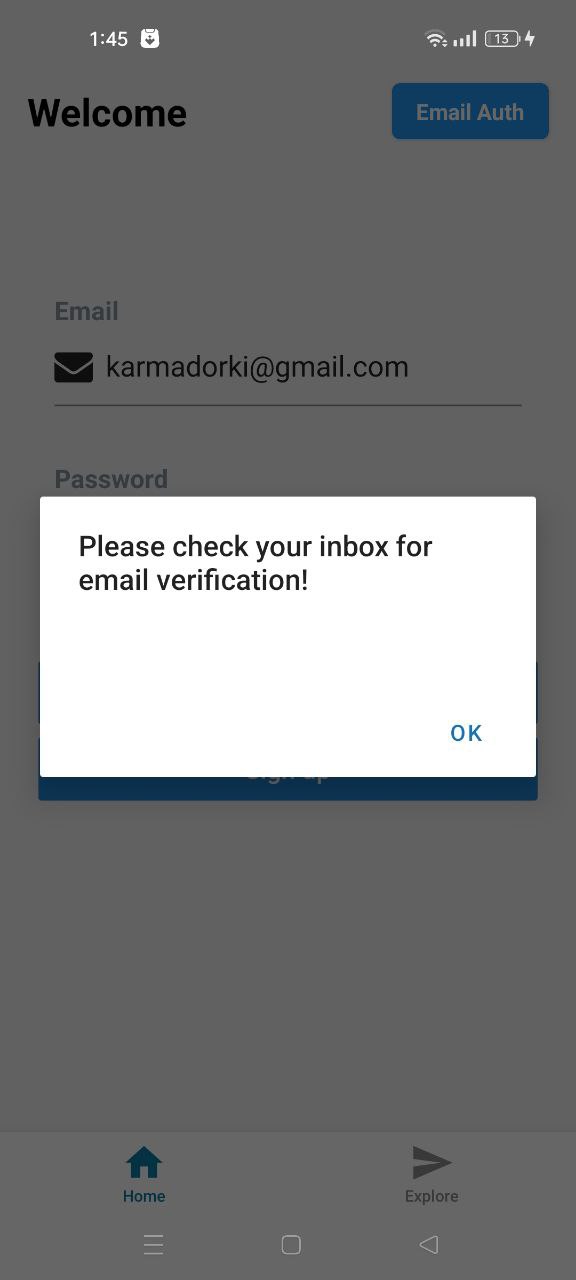 1:45
13
Welcome
Email Auth
Email
karmadorki@gmail.com
Password
Please check your inbox for
email verification!
OK
Sign up
Home
Explore